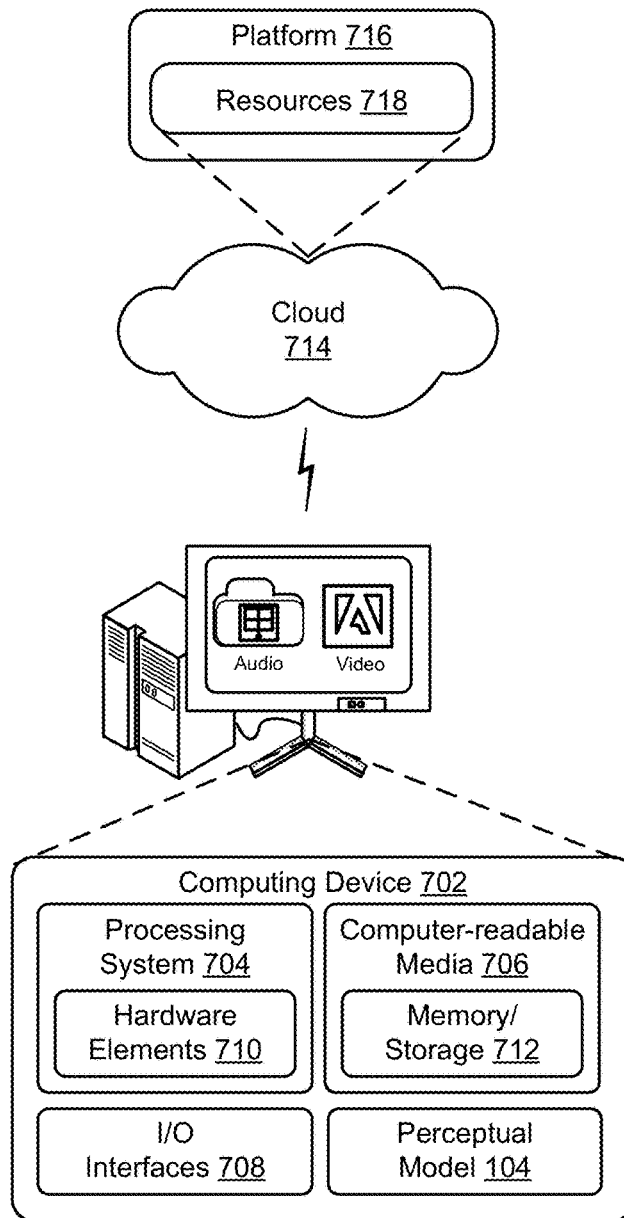 Platform 716
Resources 718
Cloud
714
Audio Video
Computing Device 702
Processing
System 704
Hardware
Elements 710
Computer-readable
Media 706
Memory/
Storage 712
I/O
Interfaces 708
Perceptual
Model 104